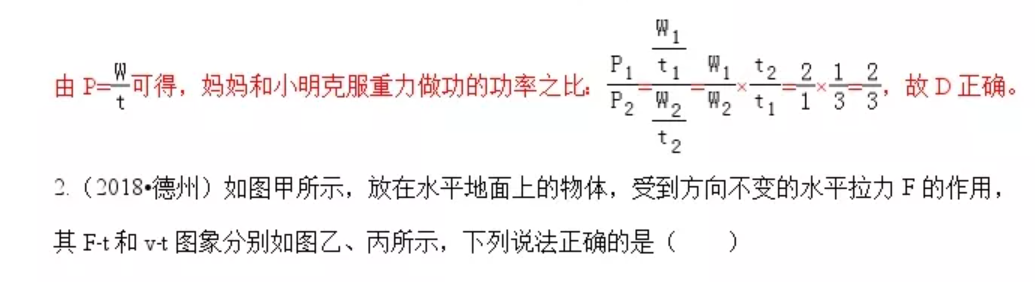 由 P=W/t可得，妈妈和小明克服重力做功的功率之比：P₁/P₂=(W₁/t₁)/(W₂/t₂)=W₁/W₂×t₂/t₁=2/1×1/3=2/3，故 D 正确。
2.（2018•德州）如图甲所示，放在水平地面上的物体，受到方向不变的水平拉力 F 的作用，
其 F-t 和 v-t 图象分别如图乙、丙所示，下列说法正确的是（　　）